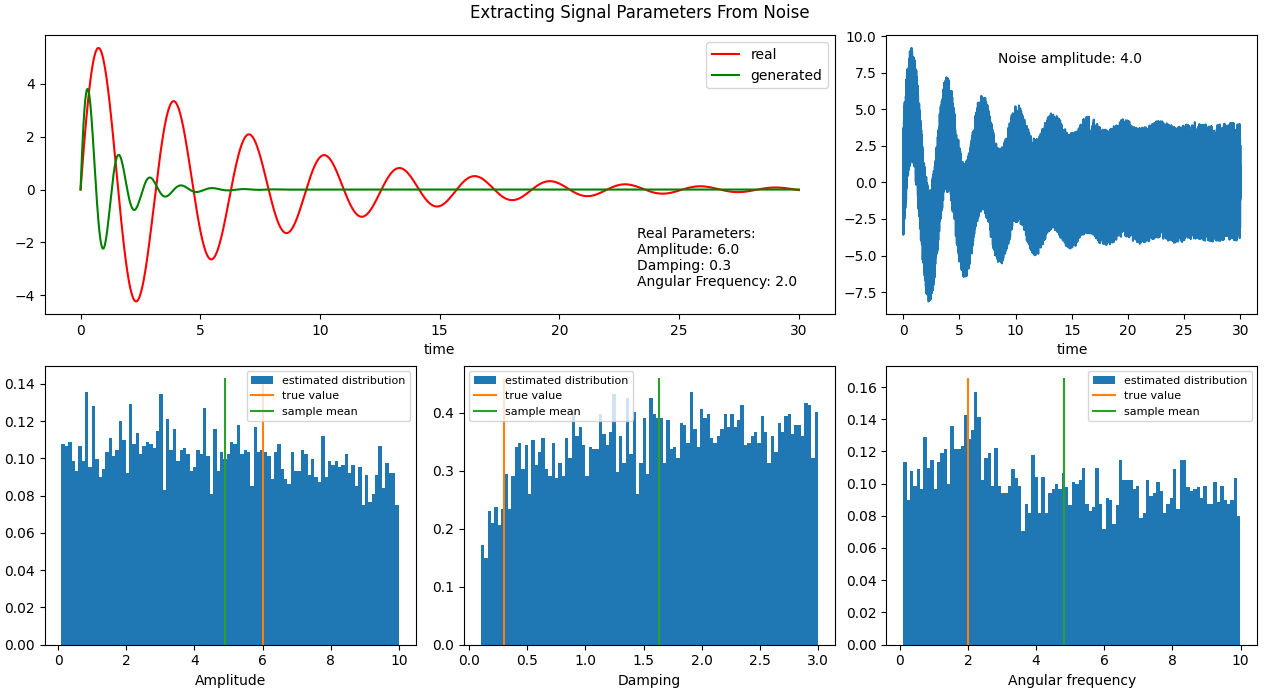 Extracting Signal Parameters From Noise
4
2
0
−2
−4
real
generated
Real Parameters:
Amplitude: 6.0
Damping: 0.3
Angular Frequency: 2.0
0 5 10 15 20 25 30
time
10.0
7.5
5.0
2.5
0.0
−2.5
−5.0
−7.5
Noise amplitude: 4.0
0 5 10 15 20 25 30
time
0.14
0.12
0.10
0.08
0.06
0.04
0.02
0.00
estimated distribution
true value
sample mean
0 2 4 6 8 10
Amplitude
0.4
0.3
0.2
0.1
0.0
estimated distribution
true value
sample mean
0.0 0.5 1.0 1.5 2.0 2.5 3.0
Damping
0.16
0.14
0.12
0.10
0.08
0.06
0.04
0.02
0.00
estimated distribution
true value
sample mean
0 2 4 6 8 10
Angular frequency